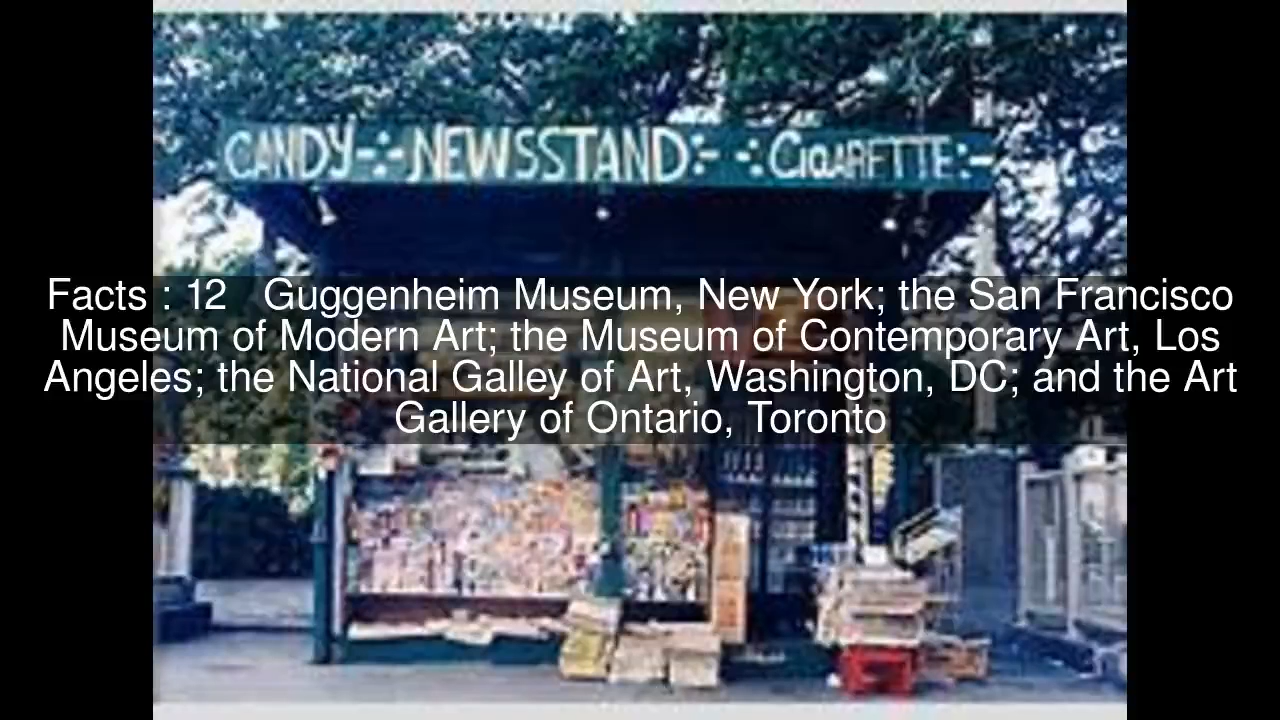 CANDY-:-NEWSSTAND:- -:CIGARETTE:-
Facts : 12 Guggenheim Museum, New York; the San Francisco
Museum of Modern Art; the Museum of Contemporary Art, Los
Angeles; the National Galley of Art, Washington, DC; and the Art
Gallery of Ontario, Toronto